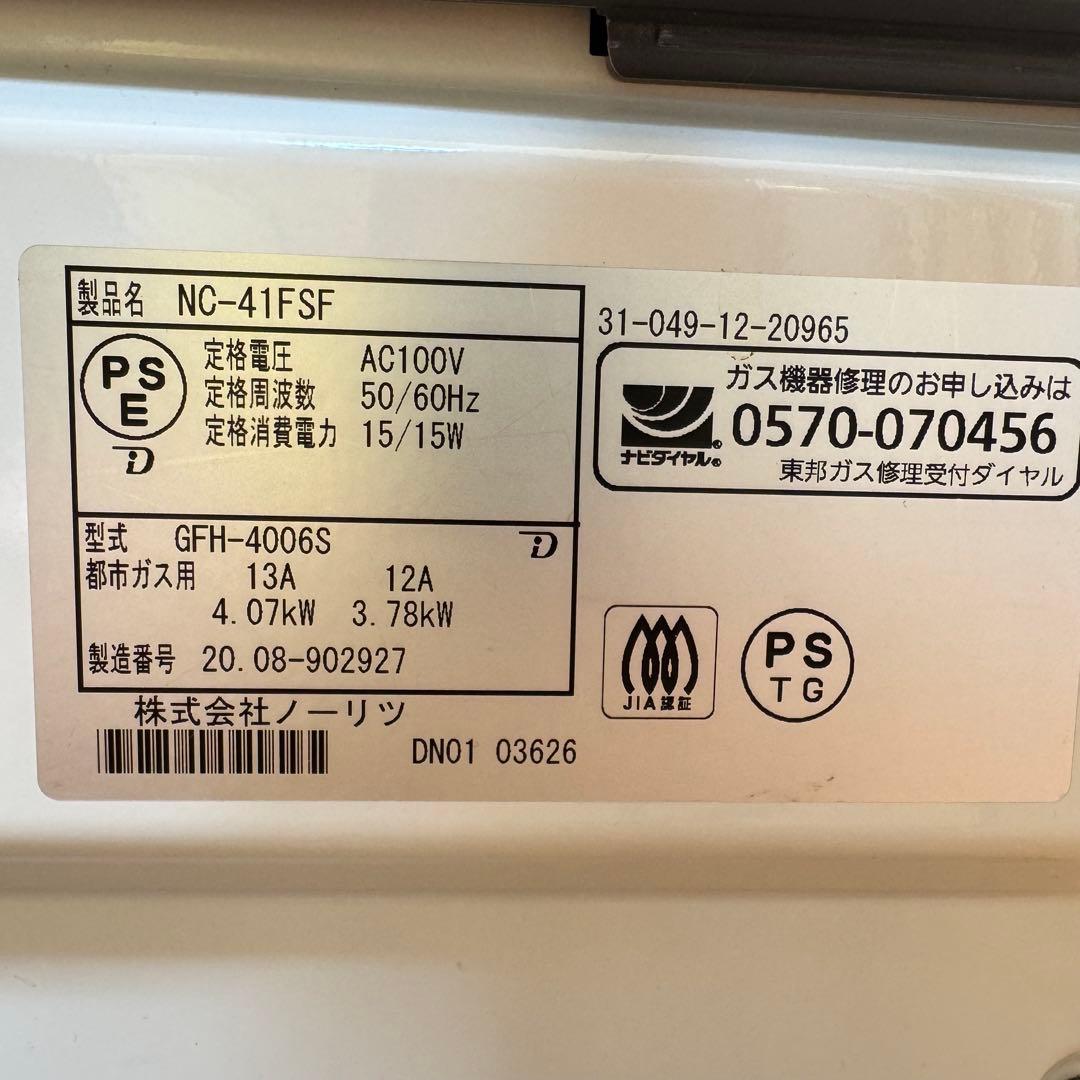 製品名 NC-41FSF
PS
E
定格電圧 AC100V
定格周波数 50/60Hz
定格消費電力 15/15W
型式 GFH-4006S
都市ガス用 13A 12A
4.07kW 3.78kW
製造番号 20.08-902927
株式会社ノーリツ
DN01 03626
31-049-12-20965
ガス機器修理のお申し込みは
0570-070456
ナビダイヤル®
東邦ガス修理受付ダイヤル
JIA認証
PS
TG